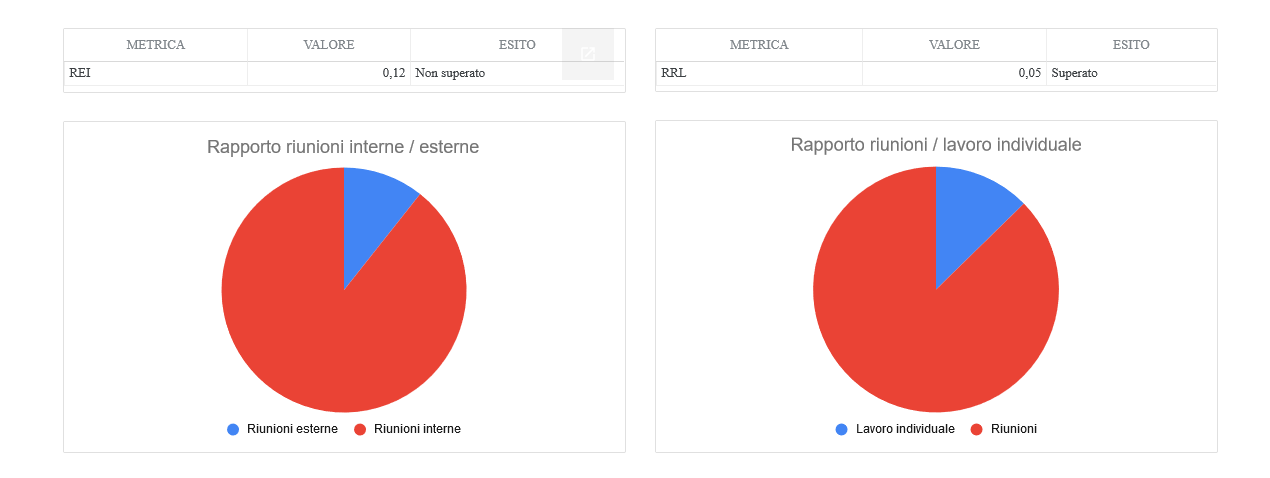 METRICA VALORE ESITO
REI 0,12 Non superato
METRICA VALORE ESITO
RRL 0,05 Superato
Rapporto riunioni interne / esterne
Riunioni esterne Riunioni interne
Rapporto riunioni / lavoro individuale
Lavoro individuale Riunioni